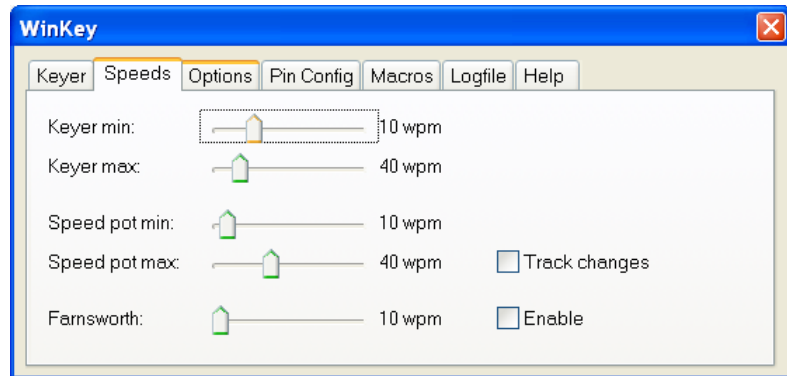 WinKey
Keyer Speeds Options Pin Config Macros Logfile Help
Keyer min: 10 wpm
Keyer max: 40 wpm
Speed pot min: 10 wpm
Speed pot max: 40 wpm Track changes
Farnsworth: 10 wpm Enable